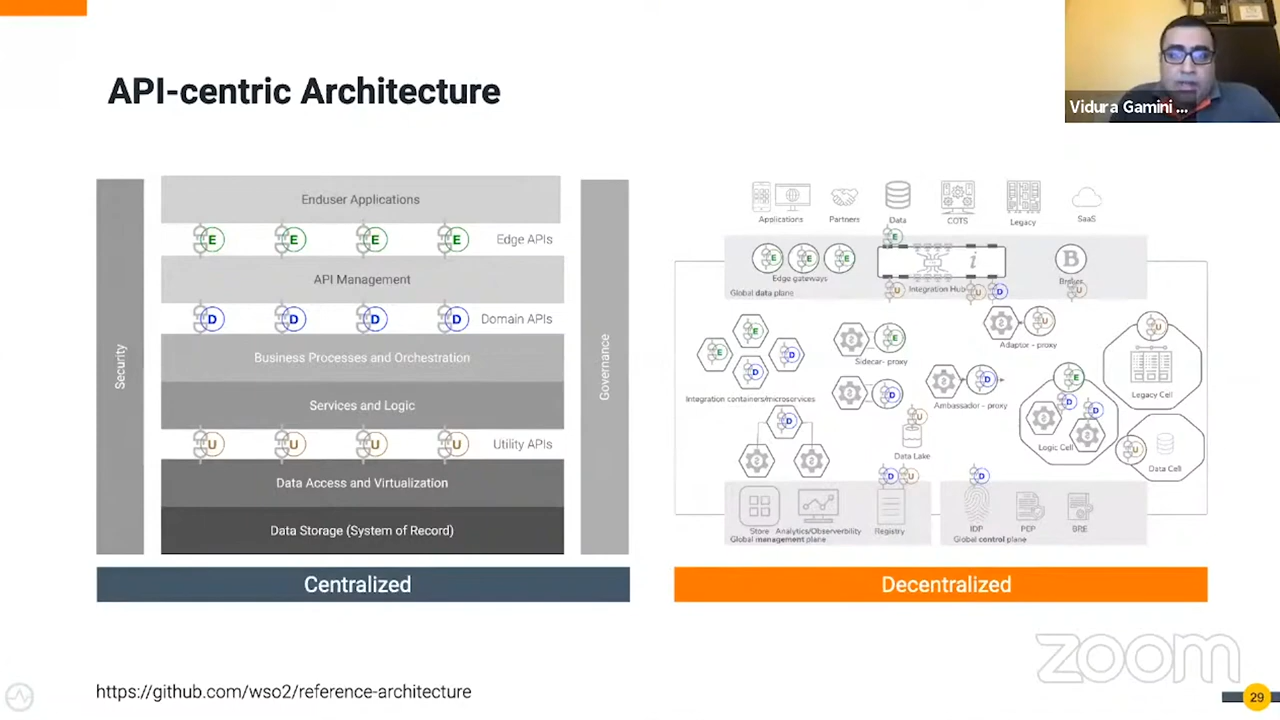 API-centric Architecture
Vidura Gamini ...
Enduser Applications
E E E E Edge APIs
API Management
D D D D Domain APIs
Business Processes and Orchestration
Services and Logic
U U U U Utility APIs
Data Access and Virtualization
Data Storage (System of Record)
Security
Governance
Centralized
Applications Partners Data COTS Legacy SaaS
E
E E E i B
Edge gateways
Integration Hub
Broker
Global data plane
U U D U
U
Adaptor - proxy
U
E
E D
D
E
Sidecar- proxy
Legacy Cell
Integration containers/microservices
D
D
Ambassador - proxy
E
D D
Logic Cell
D
U
Data Lake
U
Data Cell
D U D
Store Analytics/Observerbility Registry
Global management plane
IDP PCP BRE
Global control plane
Decentralized
zoom
https://github.com/wso2/reference-architecture
29